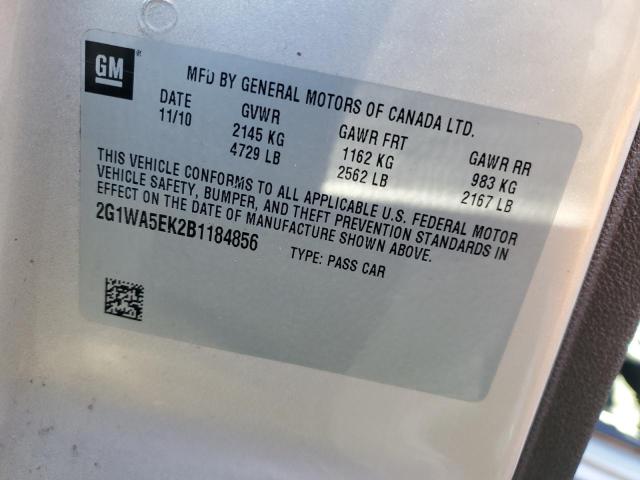 GM
MFD BY GENERAL MOTORS OF CANADA LTD.
DATE GVWR GAWR FRT GAWR RR
11/10 2145 KG 1162 KG 983 KG
4729 LB 2562 LB 2167 LB
THIS VEHICLE CONFORMS TO ALL APPLICABLE U.S. FEDERAL MOTOR
VEHICLE SAFETY, BUMPER, AND THEFT PREVENTION STANDARDS IN
EFFECT ON THE DATE OF MANUFACTURE SHOWN ABOVE.
2G1WA5EK2B1184856 TYPE: PASS CAR